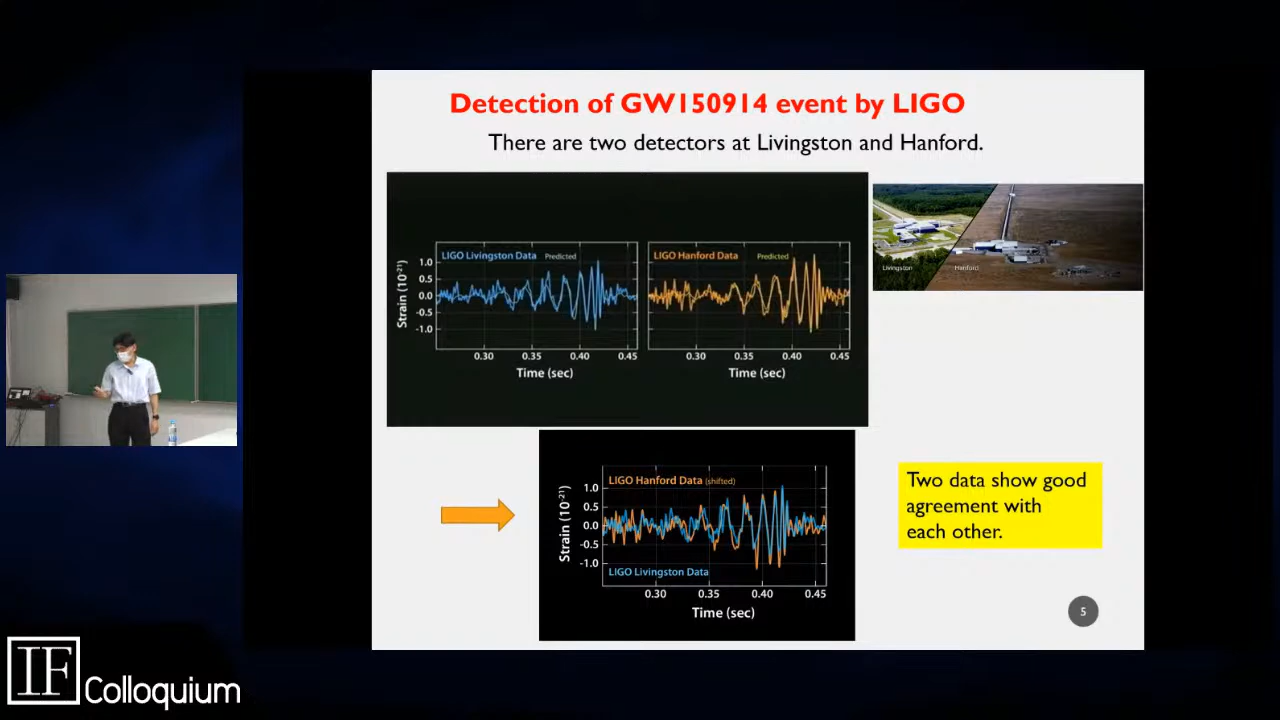 Detection of GW150914 event by LIGO
There are two detectors at Livingston and Hanford.
LIGO Livingston Data Predicted
LIGO Hanford Data Predicted
Strain (10⁻²¹)
1.0
0.5
0.0
-0.5
-1.0
0.30 0.35 0.40 0.45
0.30 0.35 0.40 0.45
Time (sec)
Time (sec)
Livingston
Hanford
LIGO Hanford Data (shifted)
Strain (10⁻²¹)
1.0
0.5
0.0
-0.5
-1.0
LIGO Livingston Data
0.30 0.35 0.40 0.45
Time (sec)
Two data show good
agreement with
each other.
5
IF
Colloquium